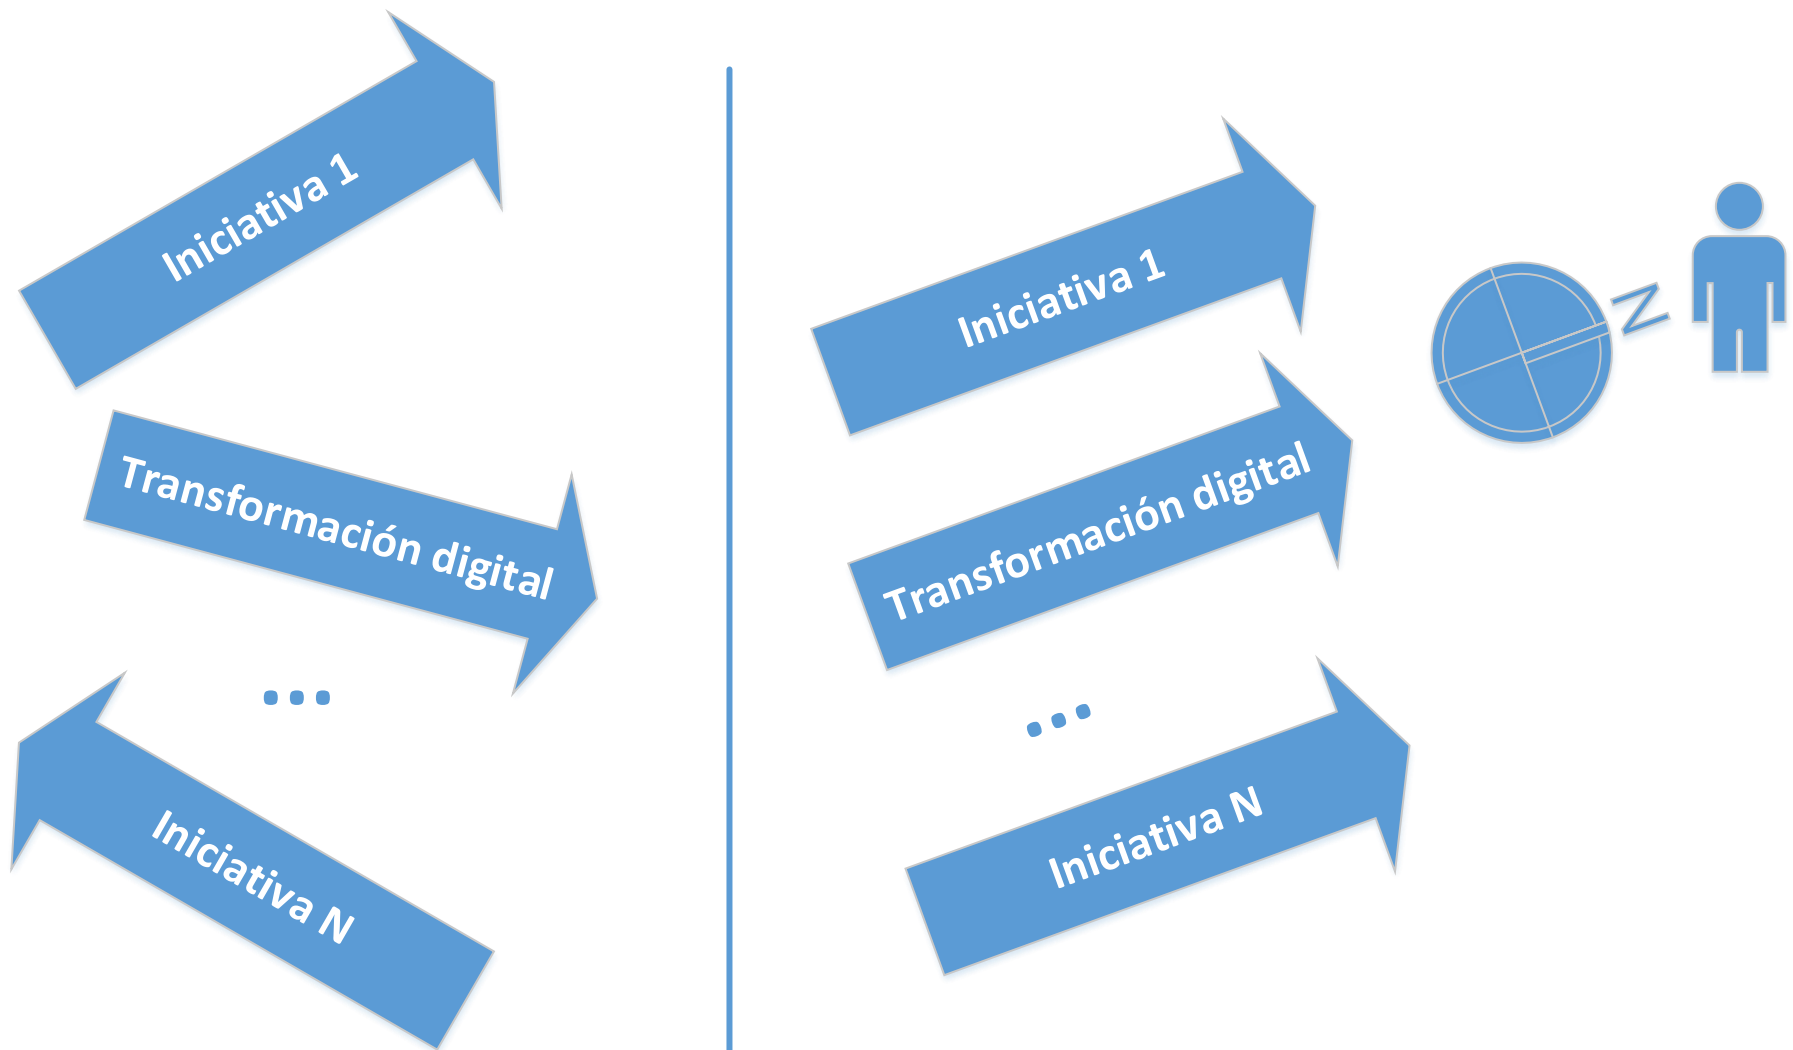 Iniciativa 1
Transformación digital
...
Iniciativa N
Iniciativa 1
Transformación digital
...
Iniciativa N
N